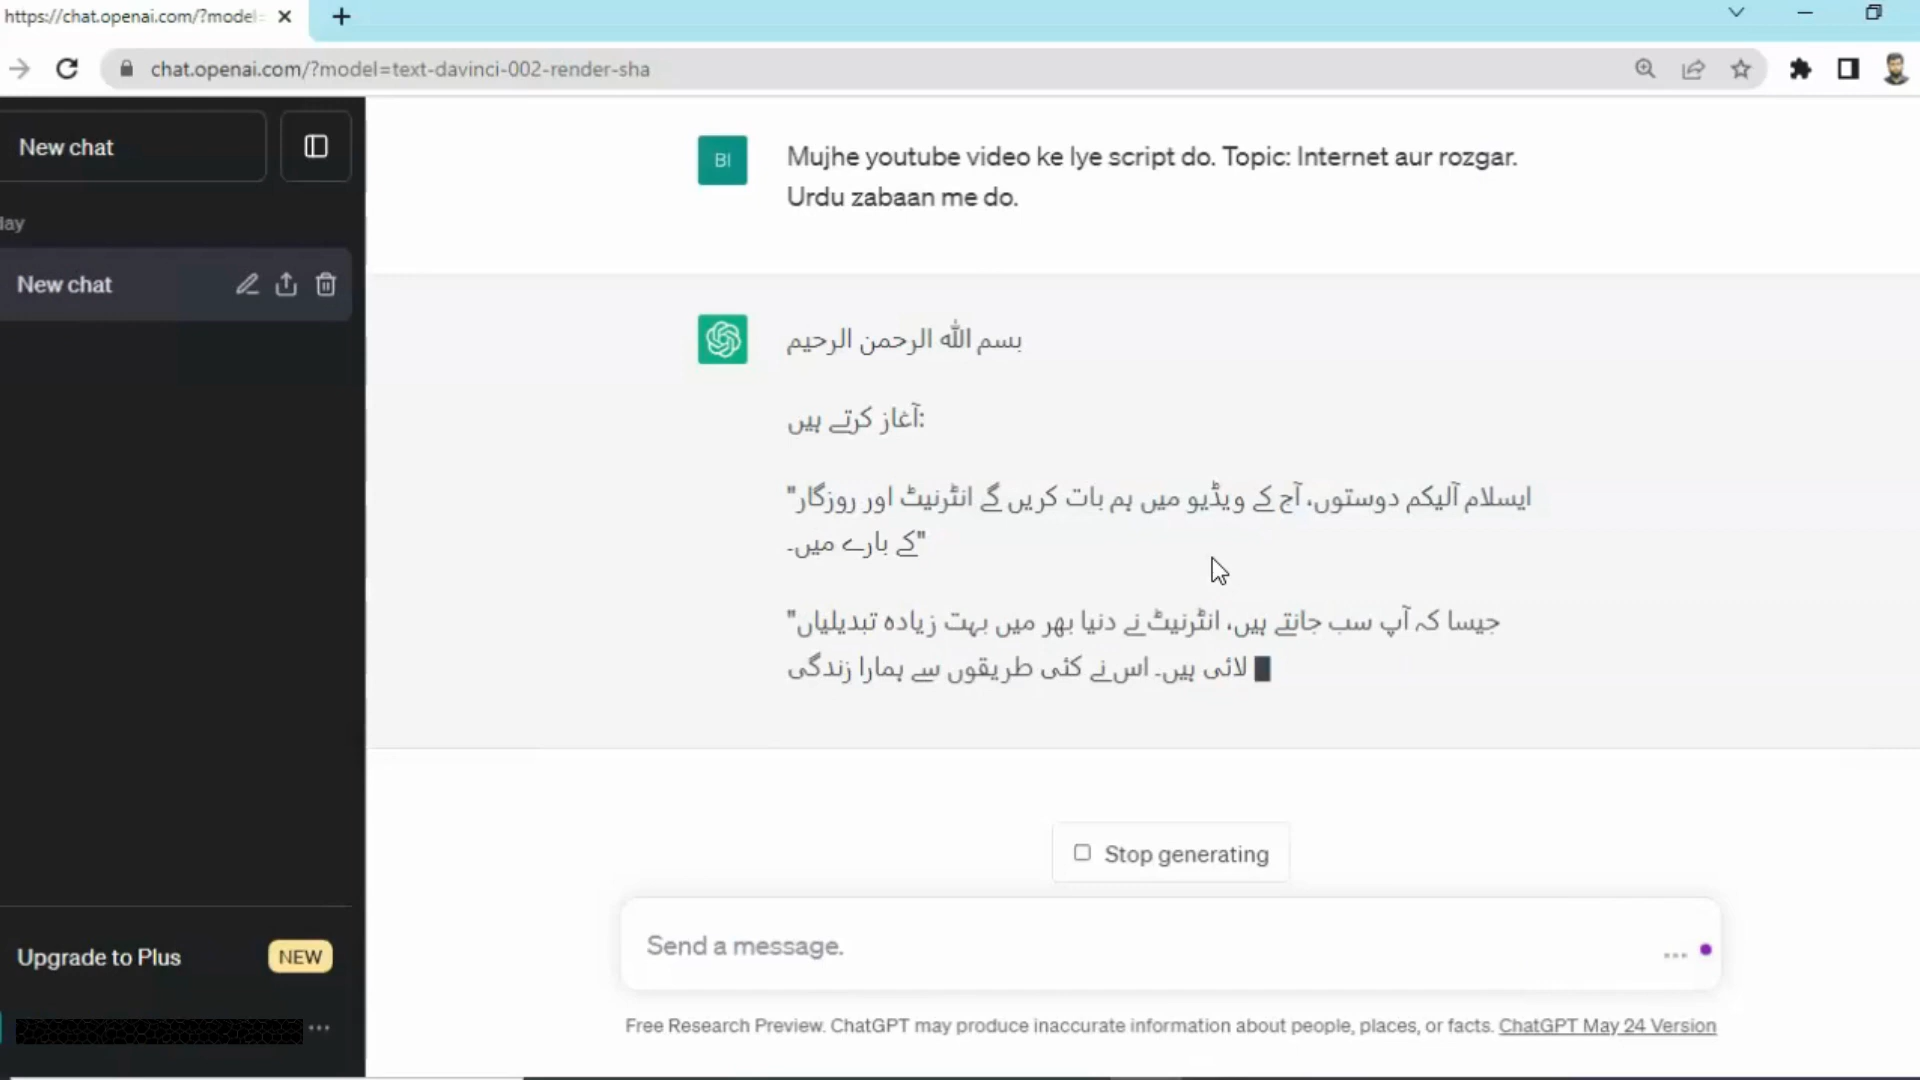 https://chat.openai.com/?model=
chat.openai.com/?model=text-davinci-002-render-sha
New chat
day
New chat
Upgrade to Plus
NEW
BI
Mujhe youtube video ke lye script do. Topic: Internet aur rozgar.
Urdu zabaan me do.
بسم اللہ الرحمن الرحیم
آغاز کرتے ہیں:
ایسلام آلیکم دوستوں، آج کے ویڈیو میں ہم بات کریں گے انٹرنیٹ اور روزگار"
کے بارے میں۔"
جیسا کہ آپ سب جانتے ہیں، انٹرنیٹ نے دنیا بھر میں بہت زیادہ تبدیلیاں"
لائی ہیں۔ اس نے کئی طریقوں سے ہمارا زندگی
Stop generating
Send a message.
Free Research Preview. ChatGPT may produce inaccurate information about people, places, or facts. ChatGPT May 24 Version